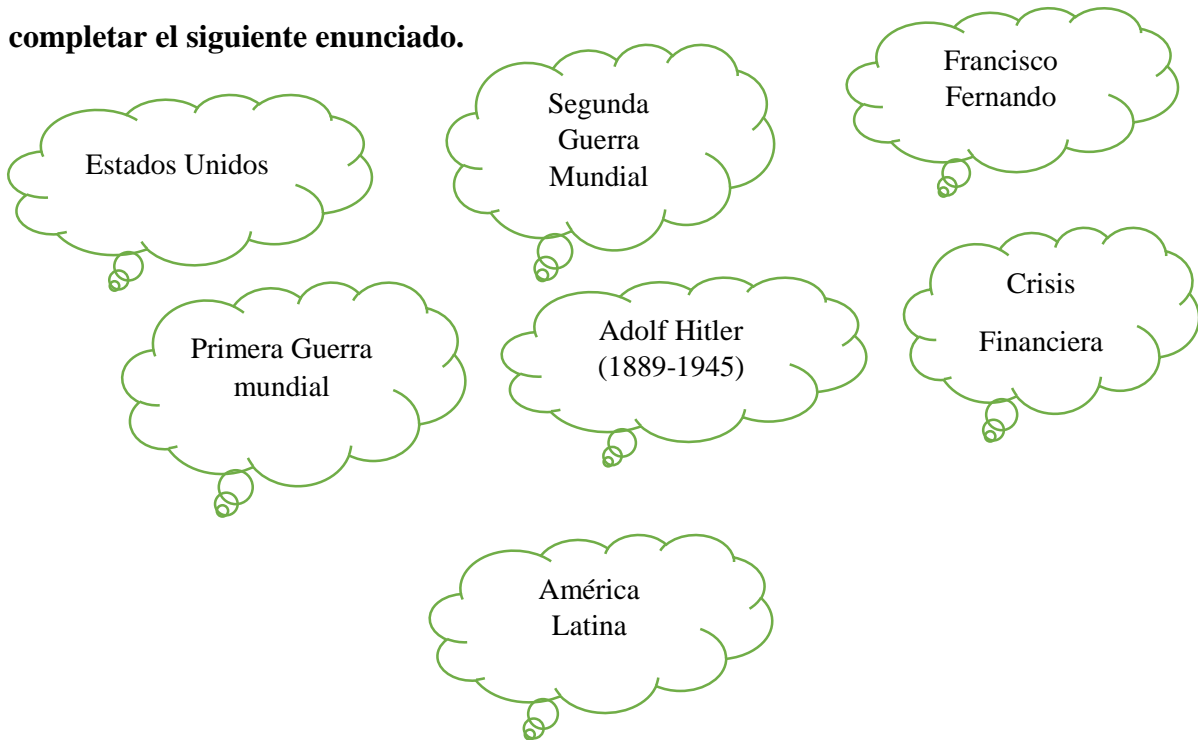 completar el siguiente enunciado.
Francisco
Fernando
Segunda
Guerra
Mundial
Estados Unidos
Crisis
Financiera
Adolf Hitler
(1889-1945)
Primera Guerra
mundial
América
Latina